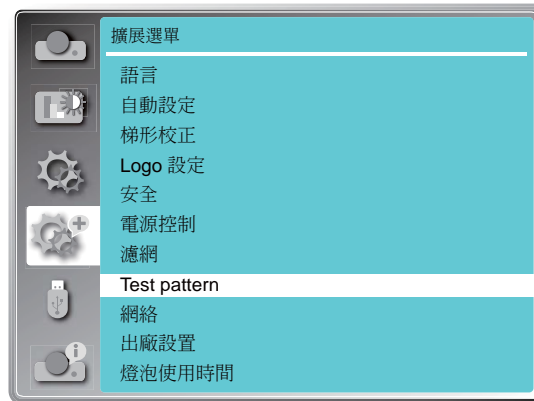 擴展選單
語言
自動設定
梯形校正
Logo 設定
安全
電源控制
濾網
Test pattern
網絡
出廠設置
燈泡使用時間